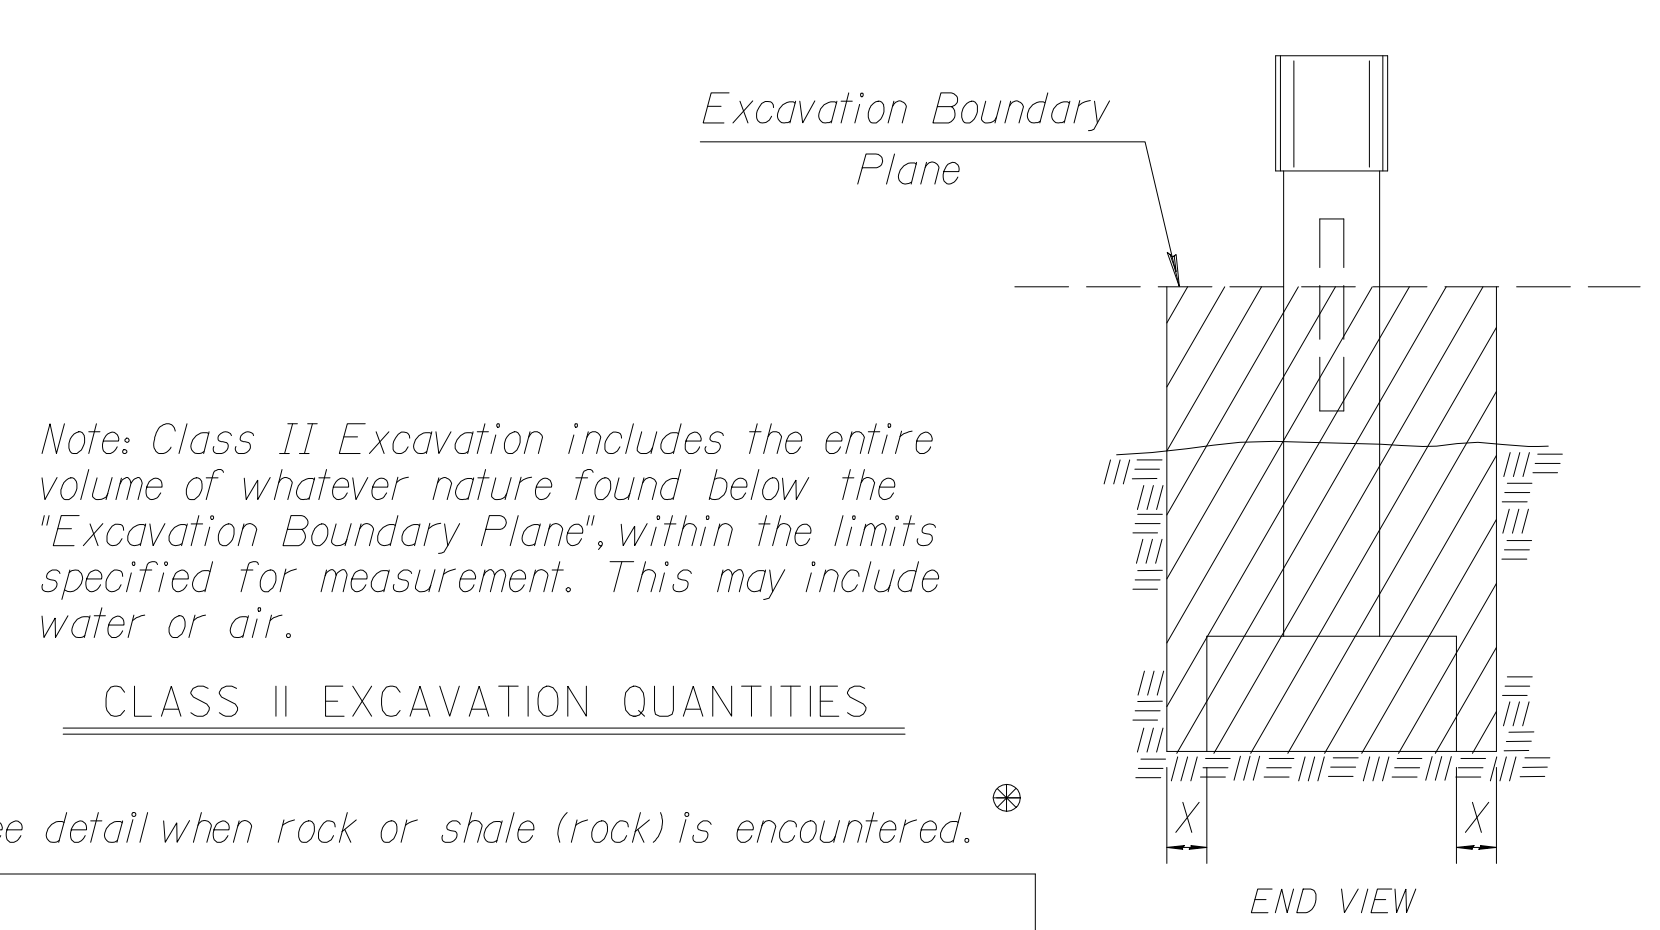 Excavation Boundary
Plane
Note: Class II Excavation includes the entire
volume of whatever nature found below the
"Excavation Boundary Plane", within the limits
specified for measurement. This may include
water or air.
CLASS II EXCAVATION QUANTITIES
ee detail when rock or shale (rock) is encountered.
X X
END VIEW